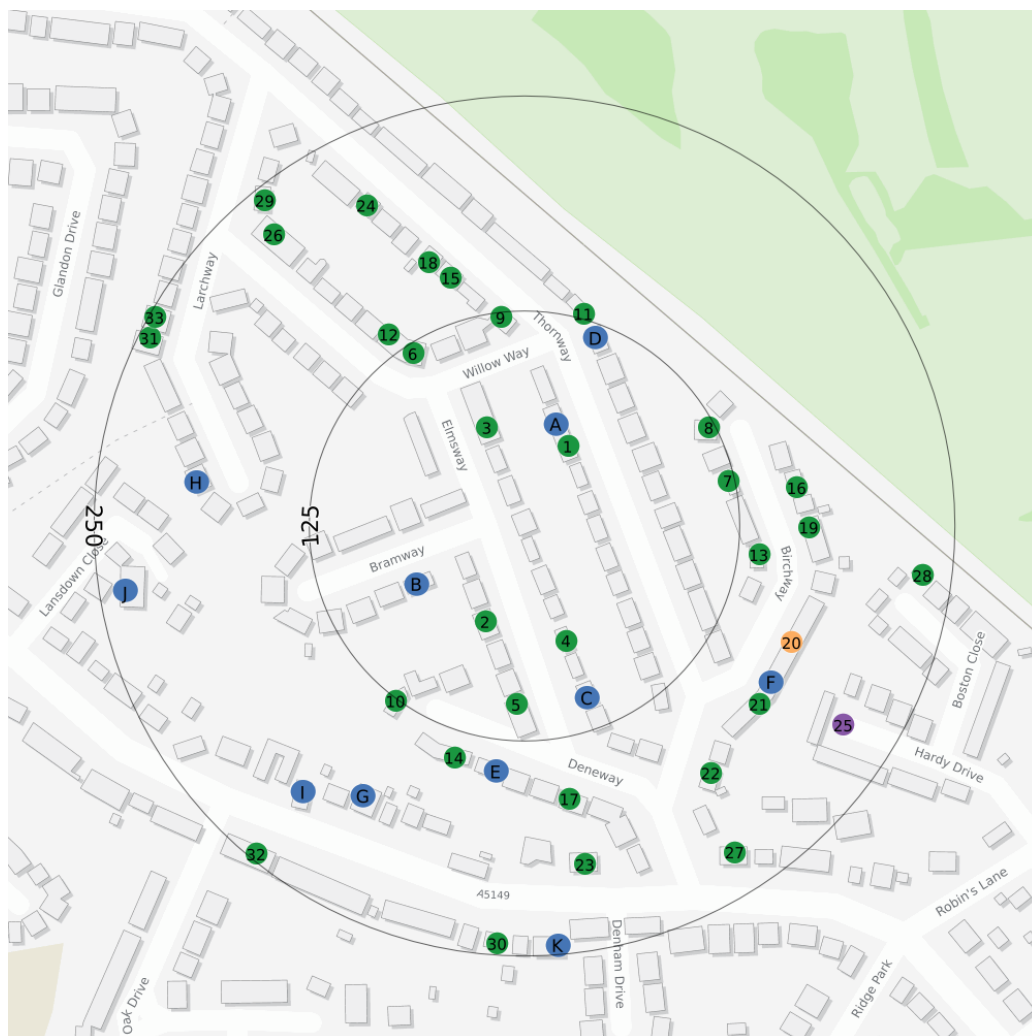 29
24
26
Glandon Drive
18
Larchway
15
33
9
11
31
12
Thornway
D
6
Willow Way
3
A
8
Elmsway
1
H
7
16
250
125
19
Bramway
13
Lansdown Close
Birchway
28
J
B
2
4
20
Boston Close
F
10
5
C
21
25
14
Deneway
E
22
Hardy Drive
I
G
17
32
27
23
45149
Robin's Lane
30
K
Denham Drive
Oak Drive
Ridge Park